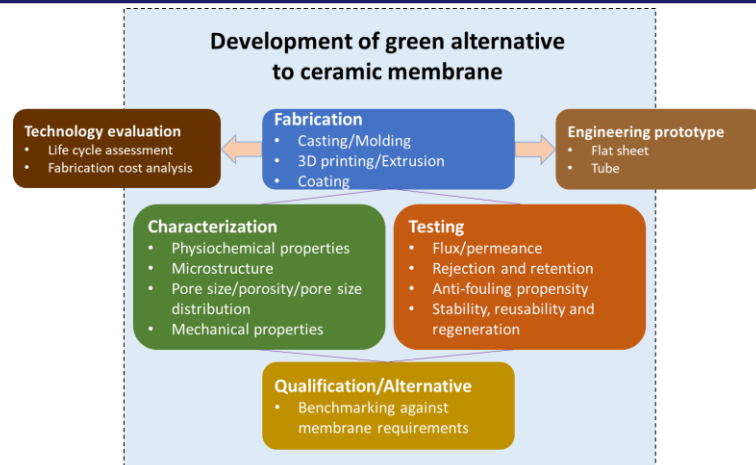 Development of green alternative
to ceramic membrane
Technology evaluation
• Life cycle assessment
• Fabrication cost analysis
Fabrication
• Casting/Molding
• 3D printing/Extrusion
• Coating
Engineering prototype
• Flat sheet
• Tube
Characterization
• Physiochemical properties
• Microstructure
• Pore size/porosity/pore size
distribution
• Mechanical properties
Testing
• Flux/permeance
• Rejection and retention
• Anti-fouling propensity
• Stability, reusability and
regeneration
Qualification/Alternative
• Benchmarking against
membrane requirements